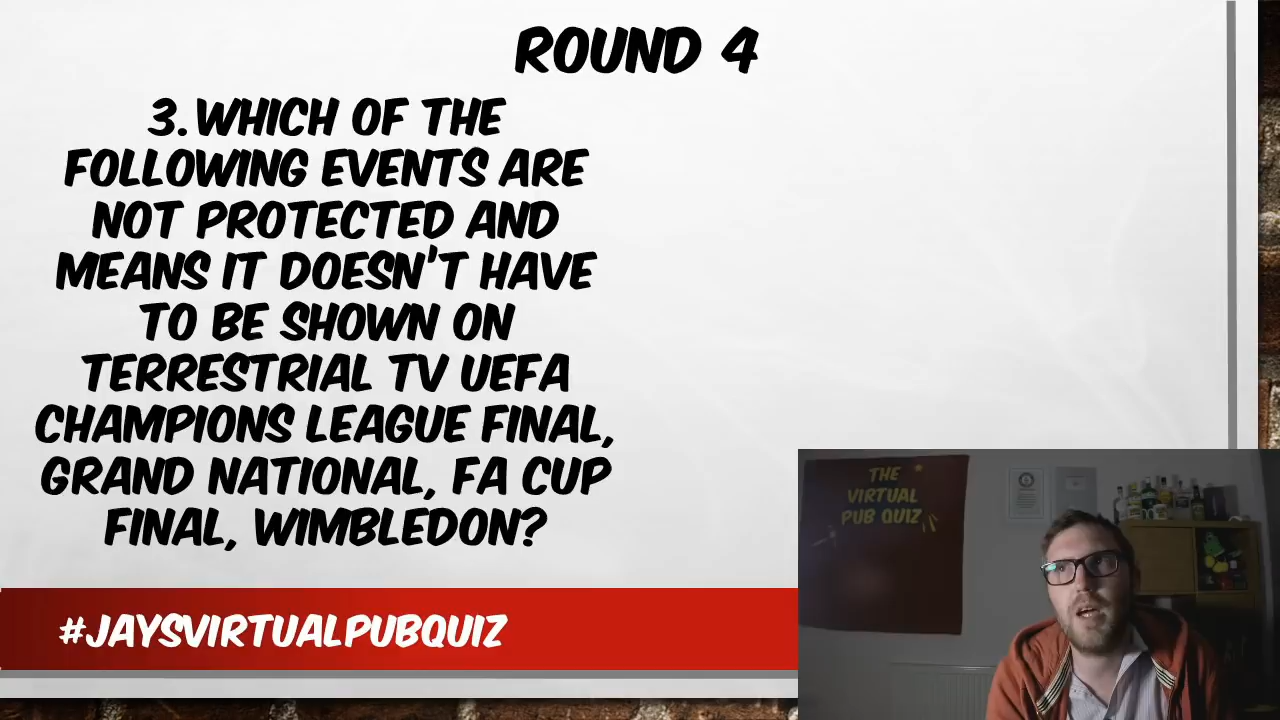 ROUND 4
3. WHICH OF THE
FOLLOWING EVENTS ARE
NOT PROTECTED AND
MEANS IT DOESN'T HAVE
TO BE SHOWN ON
TERRESTRIAL TV UEFA
CHAMPIONS LEAGUE FINAL,
GRAND NATIONAL, FA CUP
FINAL, WIMBLEDON?
#JAYSVIRTUALPUBQUIZ
THE
VIRTUAL
PUB QUIZ